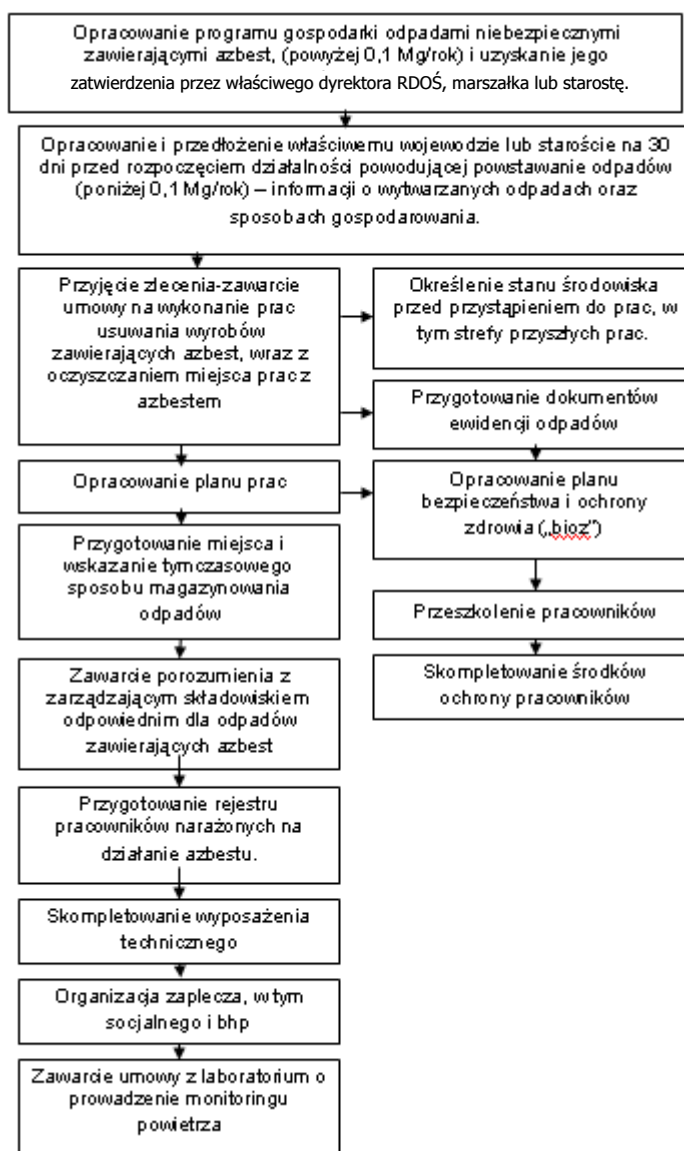 Opracowanie programu gospodarki odpadami niebezpiecznymi
zawierającymi azbest, (powyżej 0,1 Mg/rok) i uzyskanie jego
zatwierdzenia przez właściwego dyrektora RDOŚ, marszałka lub starostę.
Opracowanie i przedłożenie właściwemu wojewodzie lub staroście na 30
dni przed rozpoczęciem działalności powodującej powstawanie odpadów
(poniżej 0,1 Mg/rok) – informacji o wytwarzanych odpadach oraz
sposobach gospodarowania.
Przyjęcie zlecenia-zawarcie
umowy na wykonanie prac
usuwania wyrobów
zawierających azbest, wraz z
oczyszczaniem miejsca prac z
azbestem
Określenie stanu środowiska
przed przystąpieniem do prac, w
tym strefy przyszłych prac.
Przygotowanie dokumentów
ewidencji odpadów
Opracowanie planu prac
Opracowanie planu
bezpieczeństwa i ochrony
zdrowia („bioz”)
Przygotowanie miejsca i
wskazanie tymczasowego
sposobu magazynowania
odpadów
Przeszkolenie pracowników
Zawarcie porozumienia z
zarządzającym składowiskiem
odpowiednim dla odpadów
zawierających azbest
Skompletowanie środków
ochrony pracowników
Przygotowanie rejestru
pracowników narażonych na
działanie azbestu.
Skompletowanie wyposażenia
technicznego
Organizacja zaplecza, w tym
socjalnego i bhp
Zawarcie umowy z laboratorium o
prowadzenie monitoringu
powietrza